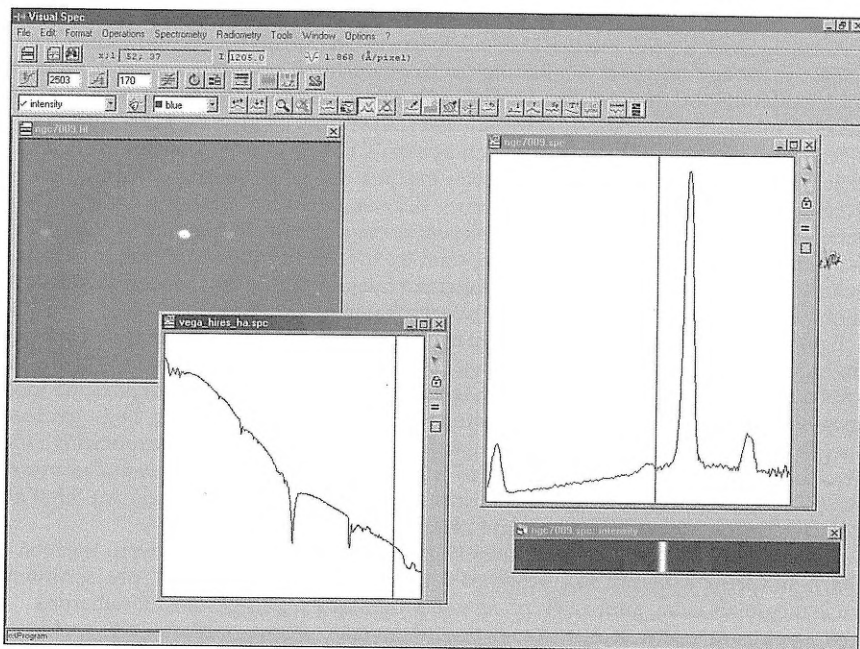 Visual Spec
File Edit Format Operations Spectrometry Radiometry Tools Window Options ?
x;1 52; 37 I 1205.0 1.868 (Å/pixel)
2503 170
intensity blue
ngc7009.fit
ngc7009.spc
vega_hires_ha.spc
ngc7009.spc: intensity